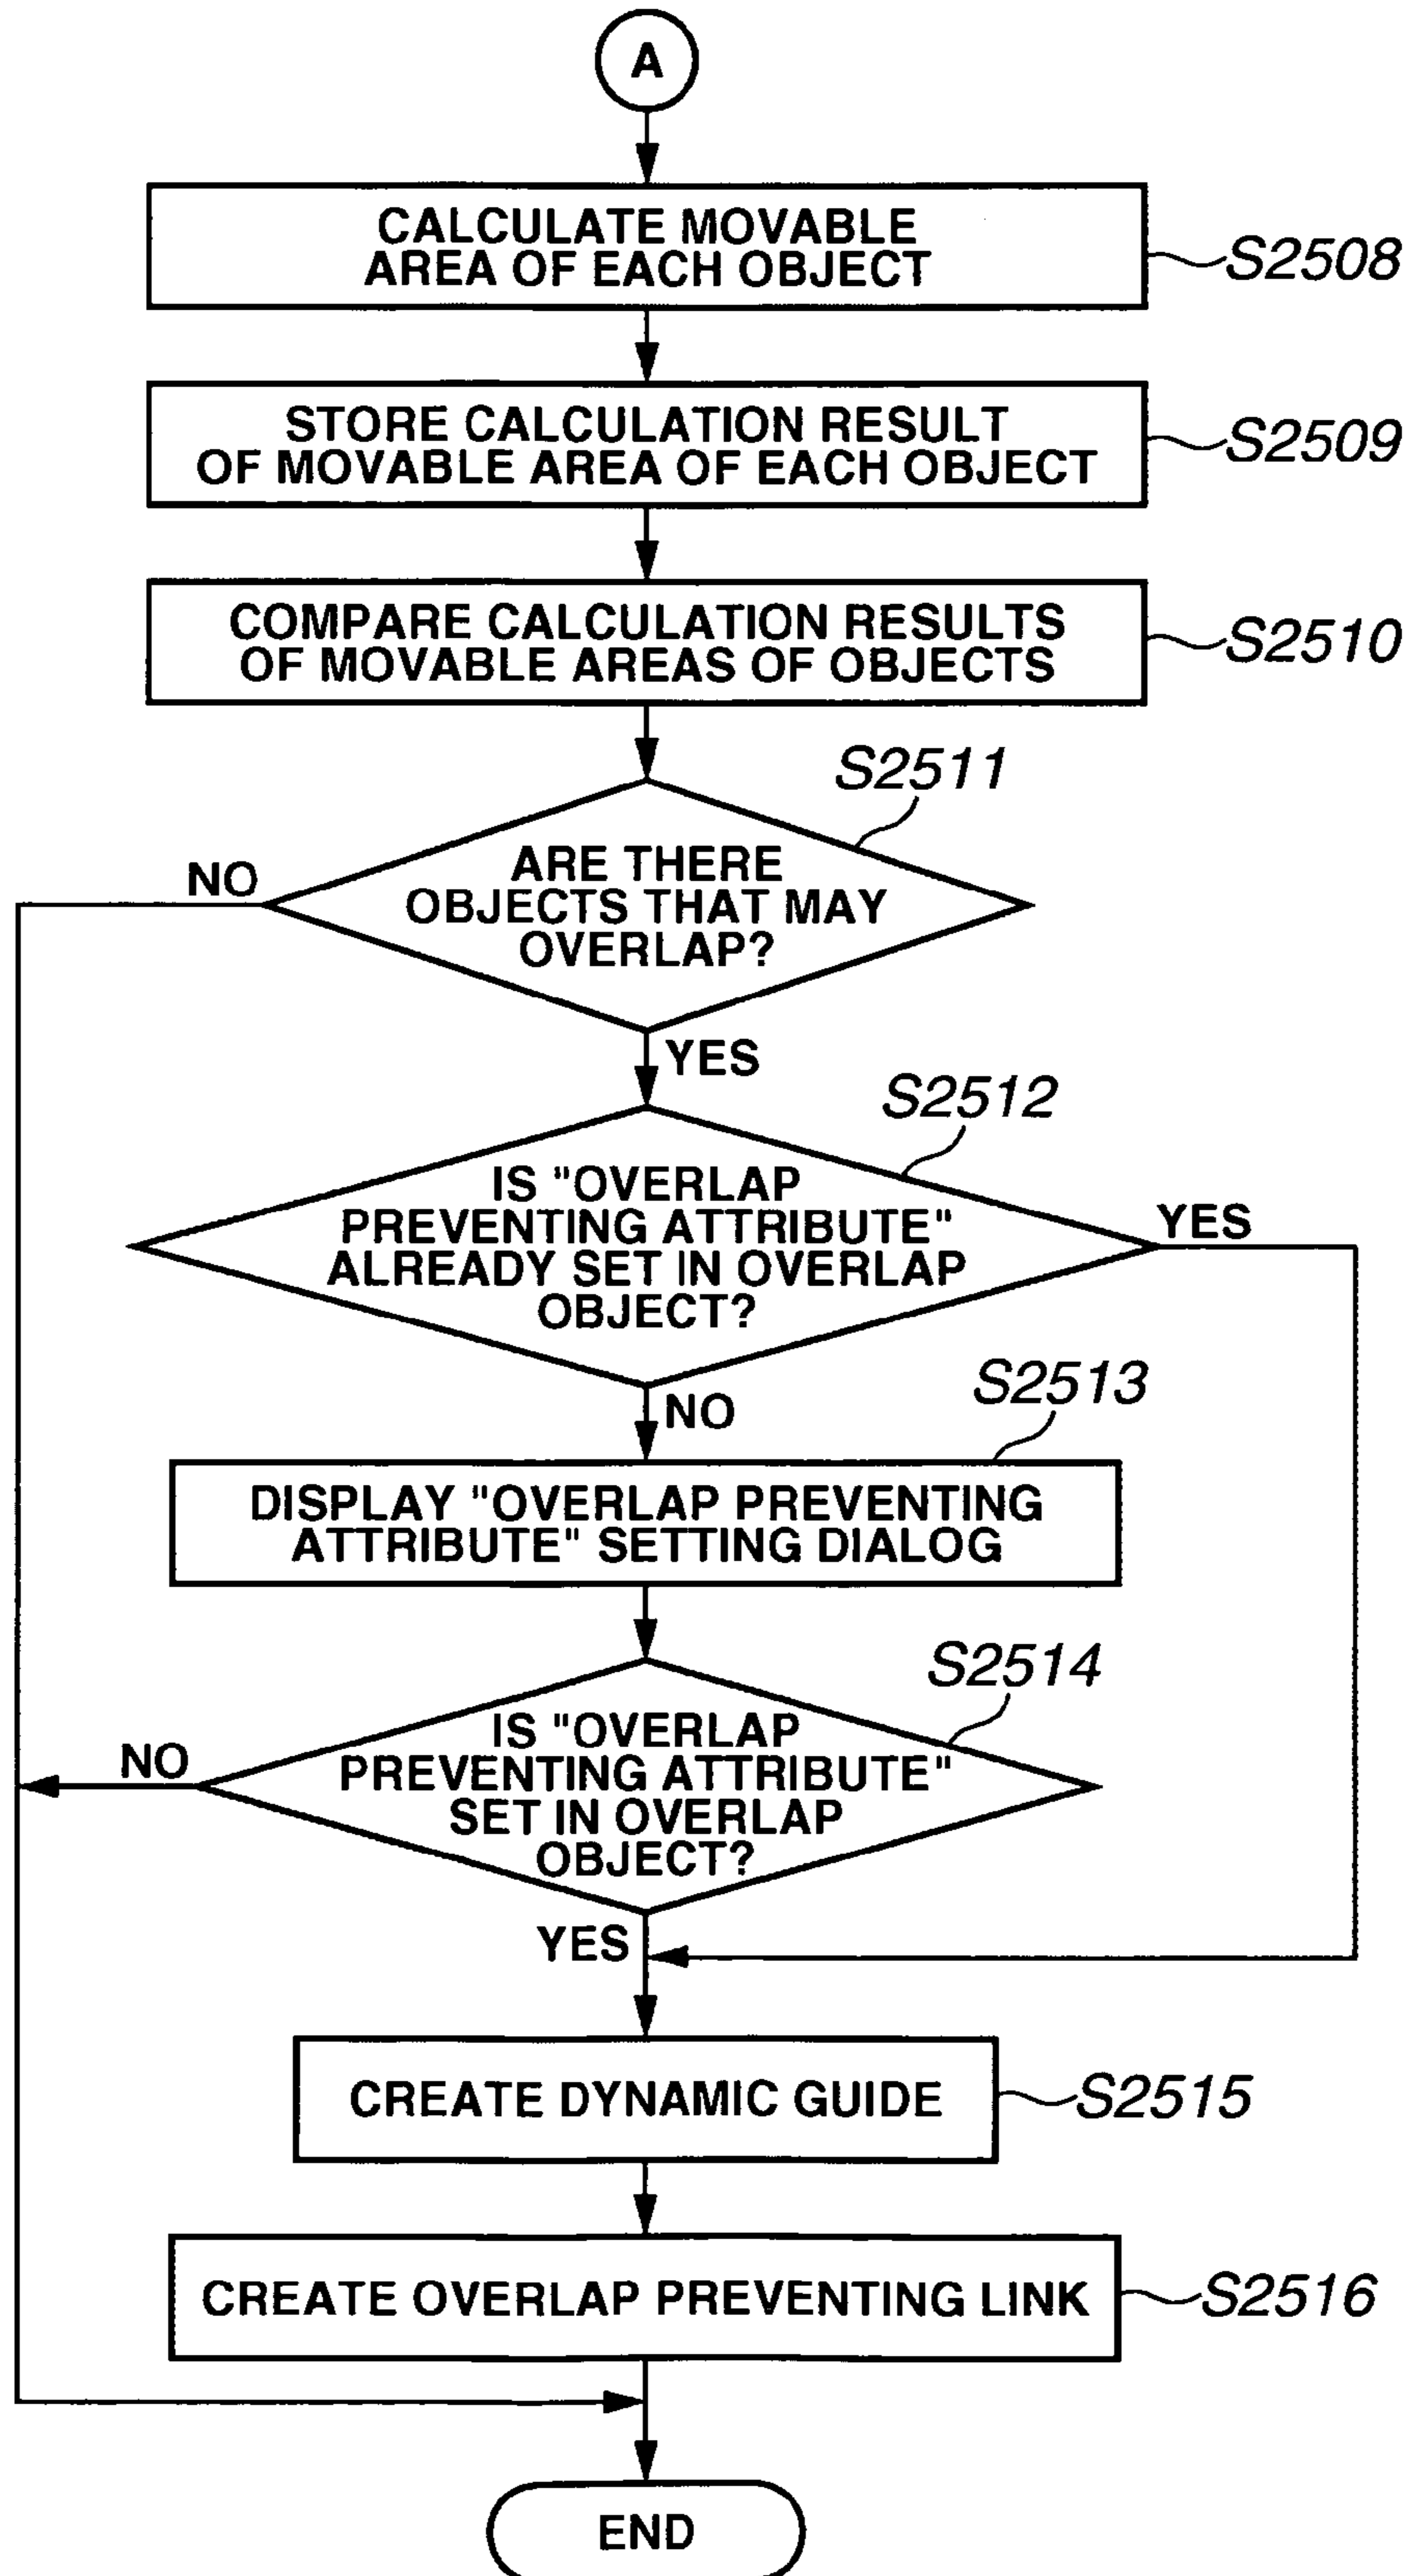 A
CALCULATE MOVABLE
AREA OF EACH OBJECT
S2508
STORE CALCULATION RESULT
OF MOVABLE AREA OF EACH OBJECT
S2509
COMPARE CALCULATION RESULTS
OF MOVABLE AREAS OF OBJECTS
S2510
S2511
NO
ARE THERE
OBJECTS THAT MAY
OVERLAP?
YES
S2512
IS "OVERLAP
PREVENTING ATTRIBUTE"
ALREADY SET IN OVERLAP
OBJECT?
YES
NO
S2513
DISPLAY "OVERLAP PREVENTING
ATTRIBUTE" SETTING DIALOG
S2514
NO
IS "OVERLAP
PREVENTING ATTRIBUTE"
SET IN OVERLAP
OBJECT?
YES
CREATE DYNAMIC GUIDE
S2515
CREATE OVERLAP PREVENTING LINK
S2516
END